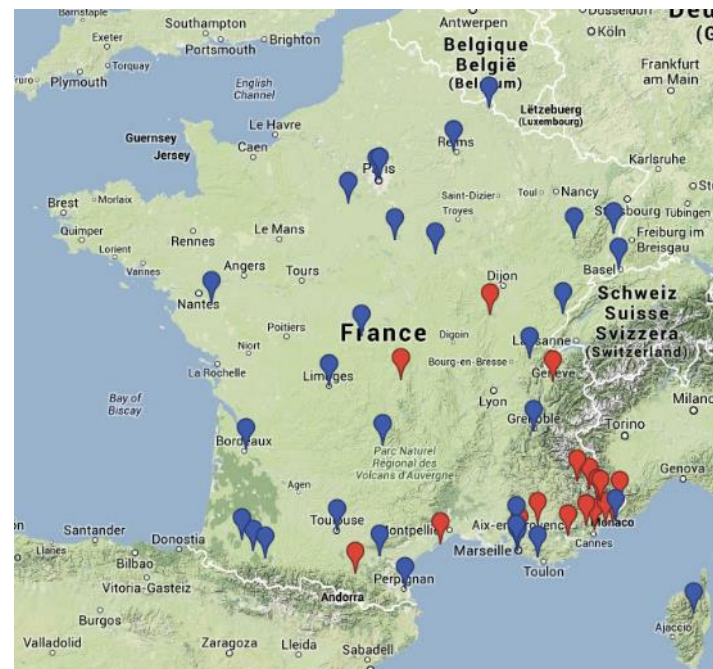 Barnstaple
Southampton
Antwerpen
Düsseldorf
Deu
Exeter
Portsmouth
Brighton
Köln
(G
Belgique
België
Torquay
Frankfurt
am Main
Plymouth
English
Channel
Lëtzebuerg
(Luxembourg)
Le Havre
Reims
Guernsey
Jersey
Caen
Karlsruhe
Saint-Dizier
Toul
Nancy
Brest
Morlaix
Troyes
Tübingen
Quimper
Rennes
Le Mans
Freiburg im
Breisgau
Lorient
Vannes
Angers
Tours
Dijon
Basel
Nantes
Schweiz
Suisse
Svizzera
(Switzerland)
Poitiers
France
Digoin
Niort
Bourg-en-Bresse
La Rochelle
Limoges
Genève
Bay of
Biscay
Lyon
Milano
Grenoble
Torino
Bordeaux
Parc Naturel
Régional des
Volcans d'Auvergne
Genova
Agen
Toulouse
Montpellier
Monaco
Santander
Donostia
Marseille
Cannes
Llanes
Bilbao
Toulon
Vitoria-Gasteiz
Perpignan
Andorra
Burgos
Ajaccio
Valladolid
Zaragoza
Lleida
Sabadell